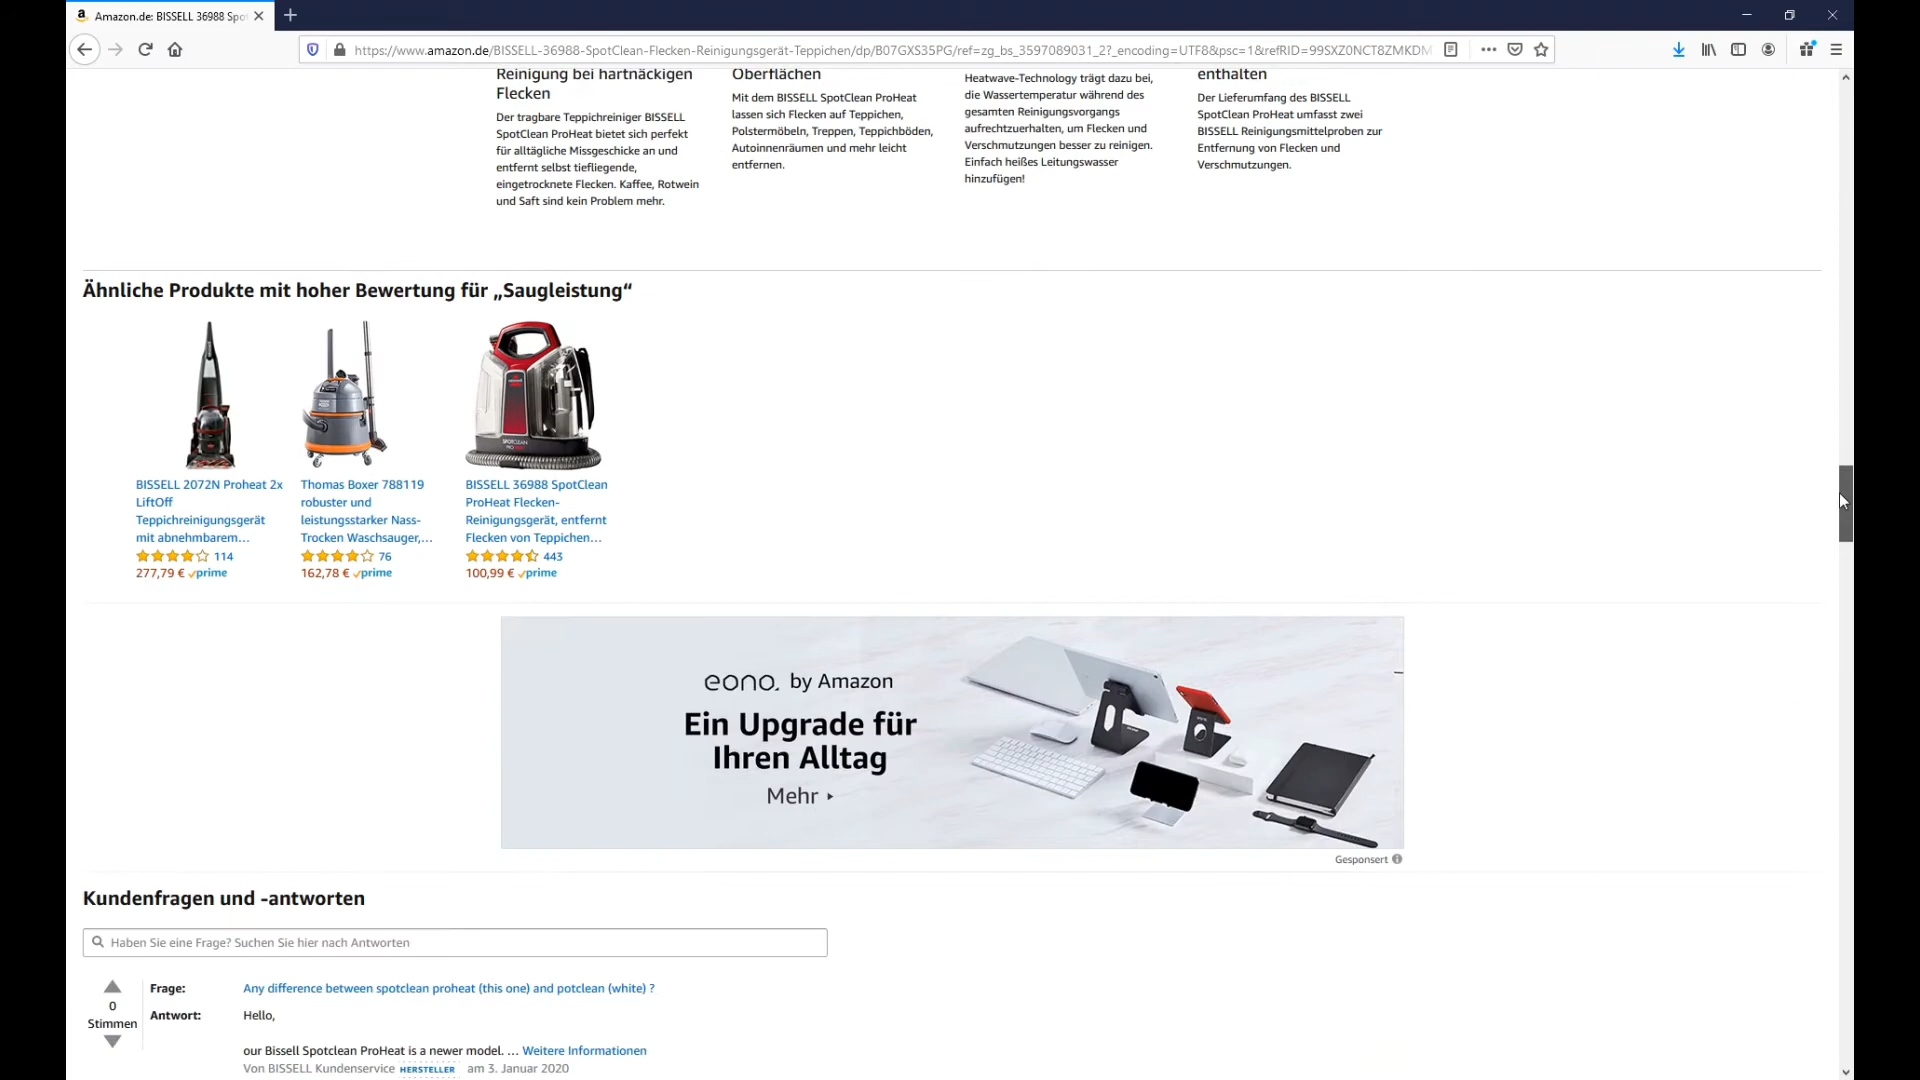 Amazon.de: BISSELL 36988 Spo
https://www.amazon.de/BISSELL-36988-SpotClean-Flecken-Reinigungsgerät-Teppichen/dp/B07GXS35PG/ref=zg_bs_3597089031_2?_encoding=UTF8&psc=1&refRID=99SXZ0NCT8ZMKDM
Reinigung bei hartnäckigen
Flecken
Der tragbare Teppichreiniger BISSELL
SpotClean ProHeat bietet sich perfekt
für alltägliche Missgeschicke an und
entfernt selbst tiefliegende,
eingetrocknete Flecken. Kaffee, Rotwein
und Saft sind kein Problem mehr.
Oberflächen
Mit dem BISSELL SpotClean ProHeat
lassen sich Flecken auf Teppichen,
Polstermöbeln, Treppen, Teppichböden,
Autoinnenräumen und mehr leicht
entfernen.
Heatwave-Technology trägt dazu bei,
die Wassertemperatur während des
gesamten Reinigungsvorgangs
aufrechtzuerhalten, um Flecken und
Verschmutzungen besser zu reinigen.
Einfach heißes Leitungswasser
hinzufügen!
enthalten
Der Lieferumfang des BISSELL
SpotClean ProHeat umfasst zwei
BISSELL Reinigungsmittelproben zur
Entfernung von Flecken und
Verschmutzungen.
Ähnliche Produkte mit hoher Bewertung für „Saugleistung“
BISSELL 2072N Proheat 2x
LiftOff
Teppichreinigungsgerät
mit abnehmbarem…
114
277,79 € prime
Thomas Boxer 788119
robuster und
leistungsstarker Nass-
Trocken Waschsauger,…
76
162,78 € prime
SPOTCLEAN
BISSELL 36988 SpotClean
ProHeat Flecken-
Reinigungsgerät, entfernt
Flecken von Teppichen…
443
100,99 € prime
eono. by Amazon
Ein Upgrade für
Ihren Alltag
Mehr
Gesponsert
Kundenfragen und -antworten
Haben Sie eine Frage? Suchen Sie hier nach Antworten
0
Stimmen
Frage: Any difference between spotclean proheat (this one) and potclean (white) ?
Antwort: Hello,
our Bissell Spotclean ProHeat is a newer model. … Weitere Informationen
Von BISSELL Kundenservice HERSTELLER am 3. Januar 2020